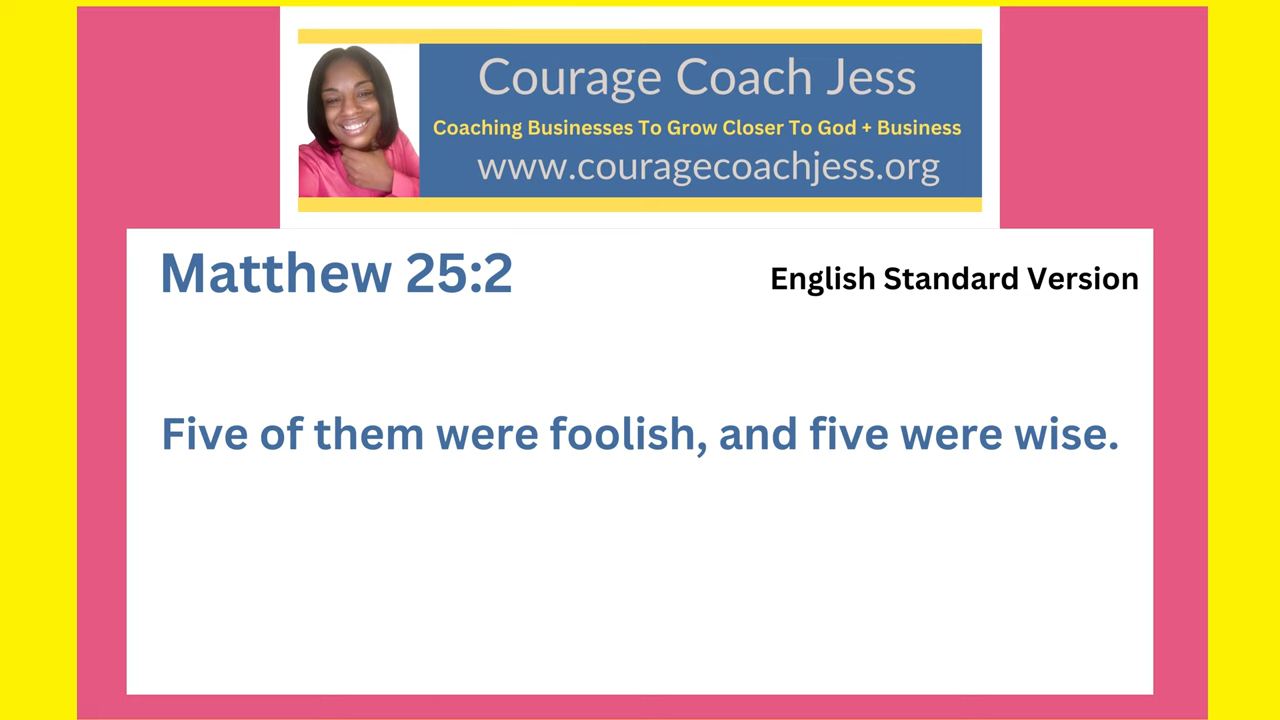 Courage Coach Jess
Coaching Businesses To Grow Closer To God + Business
www.couragecoachjess.org
Matthew 25:2
English Standard Version
Five of them were foolish, and five were wise.